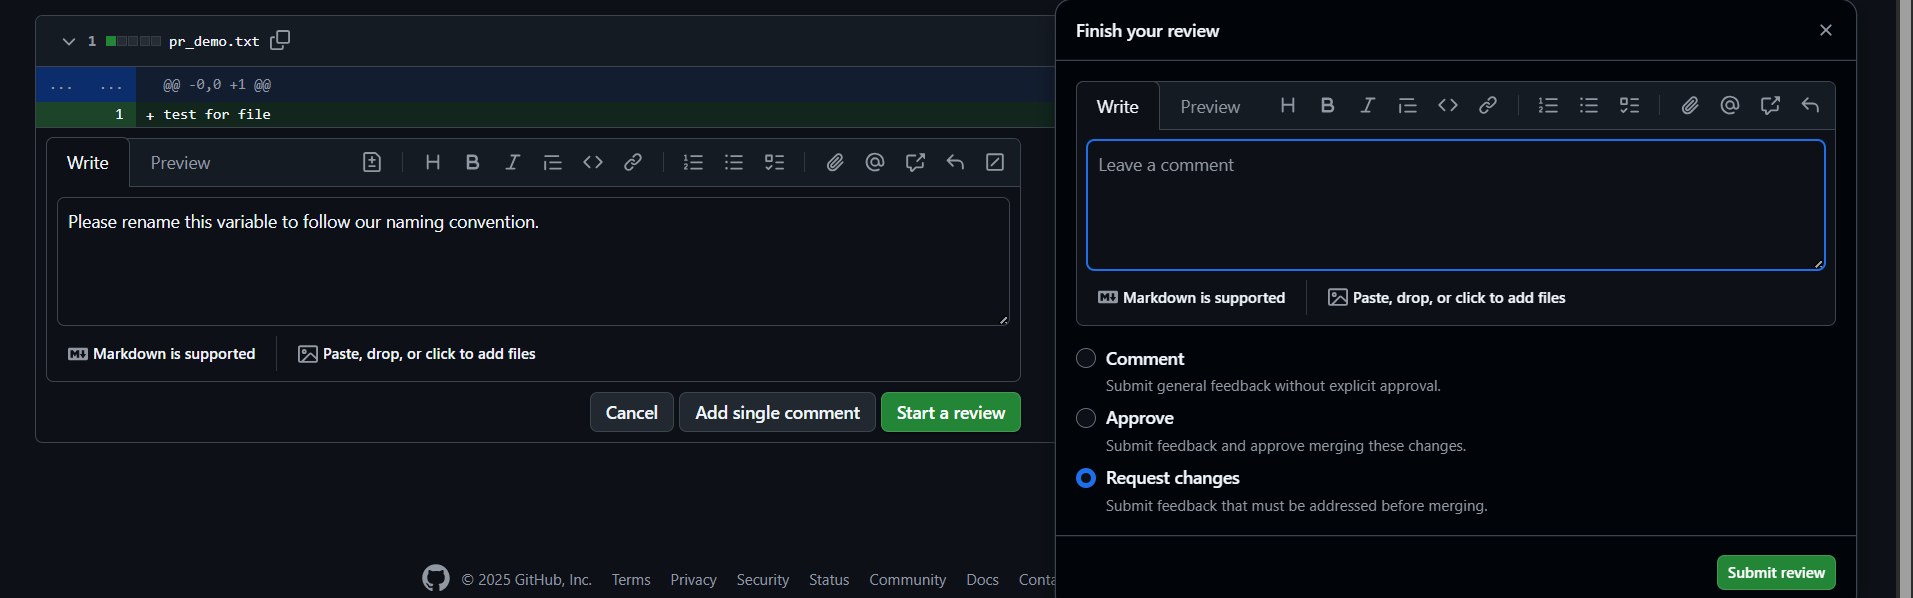 1 pr_demo.txt
... ... @@ -0,0 +1 @@
1 + test for file
Write Preview
Please rename this variable to follow our naming convention.
Markdown is supported Paste, drop, or click to add files
Cancel Add single comment Start a review
© 2025 GitHub, Inc. Terms Privacy Security Status Community Docs Conta
Finish your review
Write Preview
Leave a comment
Markdown is supported Paste, drop, or click to add files
Comment
Submit general feedback without explicit approval.
Approve
Submit feedback and approve merging these changes.
Request changes
Submit feedback that must be addressed before merging.
Submit review